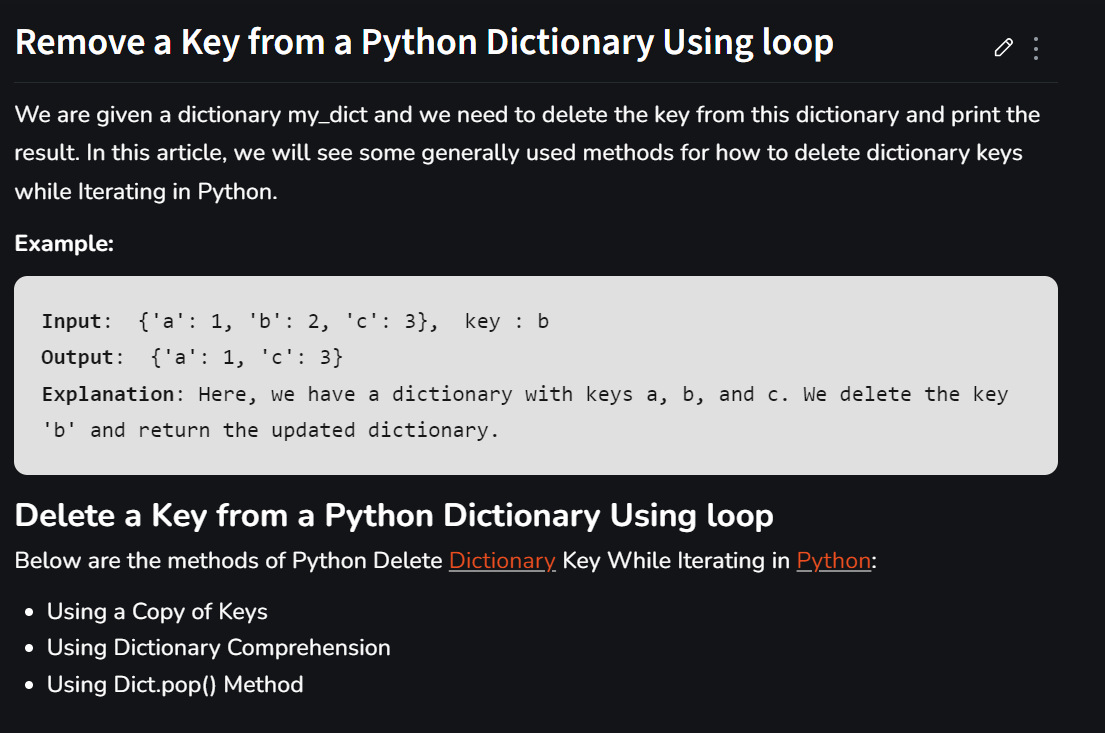 Remove a Key from a Python Dictionary Using loop
We are given a dictionary my_dict and we need to delete the key from this dictionary and print the
result. In this article, we will see some generally used methods for how to delete dictionary keys
while Iterating in Python.
Example:
Input:  {'a': 1, 'b': 2, 'c': 3},  key : b
Output:  {'a': 1, 'c': 3}
Explanation: Here, we have a dictionary with keys a, b, and c. We delete the key
'b' and return the updated dictionary.
Delete a Key from a Python Dictionary Using loop
Below are the methods of Python Delete Dictionary Key While Iterating in Python:
• Using a Copy of Keys
• Using Dictionary Comprehension
• Using Dict.pop() Method